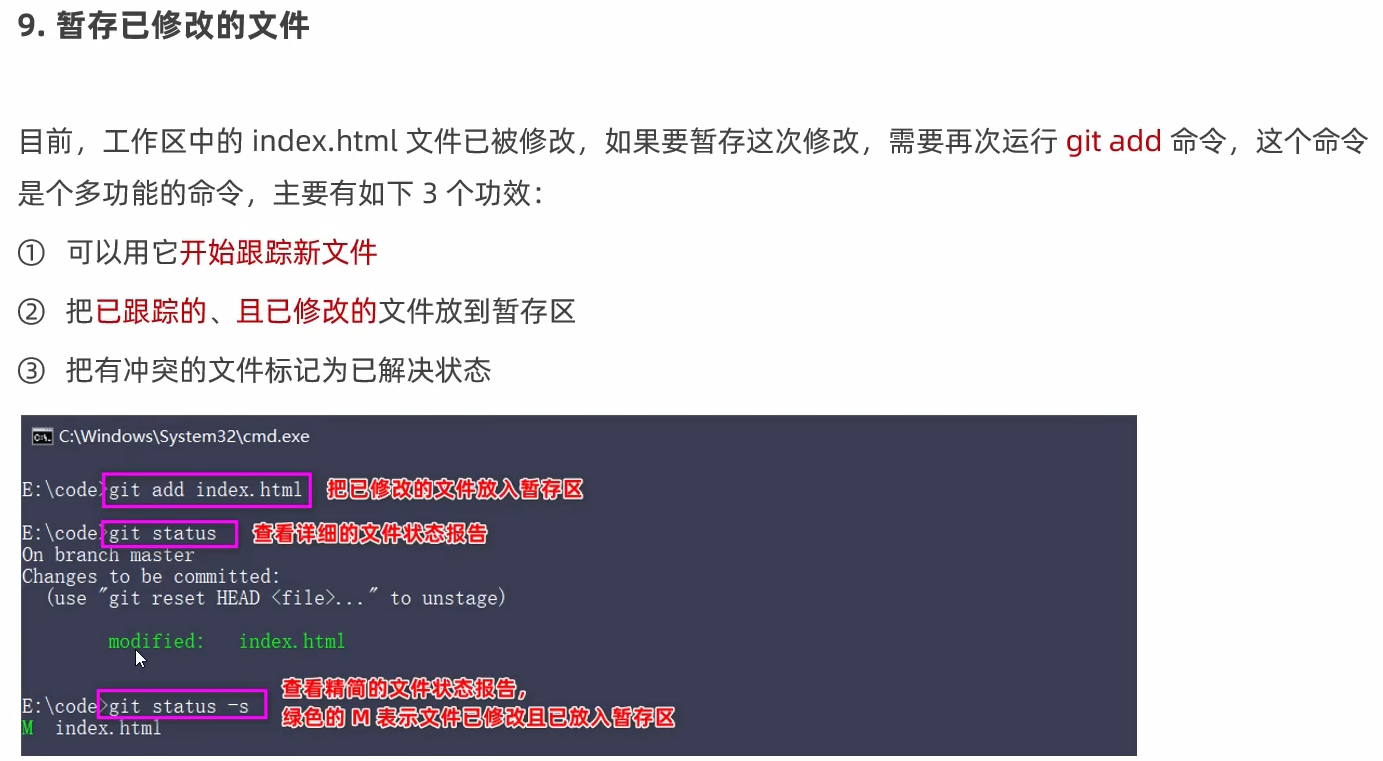 9. 暂存已修改的文件
目前，工作区中的 index.html 文件已被修改，如果要暂存这次修改，需要再次运行 git add 命令，这个命令
是个多功能的命令，主要有如下 3 个功效：
① 可以用它开始跟踪新文件
② 把已跟踪的、且已修改的文件放到暂存区
③ 把有冲突的文件标记为已解决状态
C:\Windows\System32\cmd.exe
E:\code>git add index.html 把已修改的文件放入暂存区
E:\code>git status 查看详细的文件状态报告
On branch master
Changes to be committed:
(use "git reset HEAD <file>..." to unstage)
modified: index.html
查看精简的文件状态报告，
E:\code>git status -s
绿色的 M 表示文件已修改且已放入暂存区
M index.html